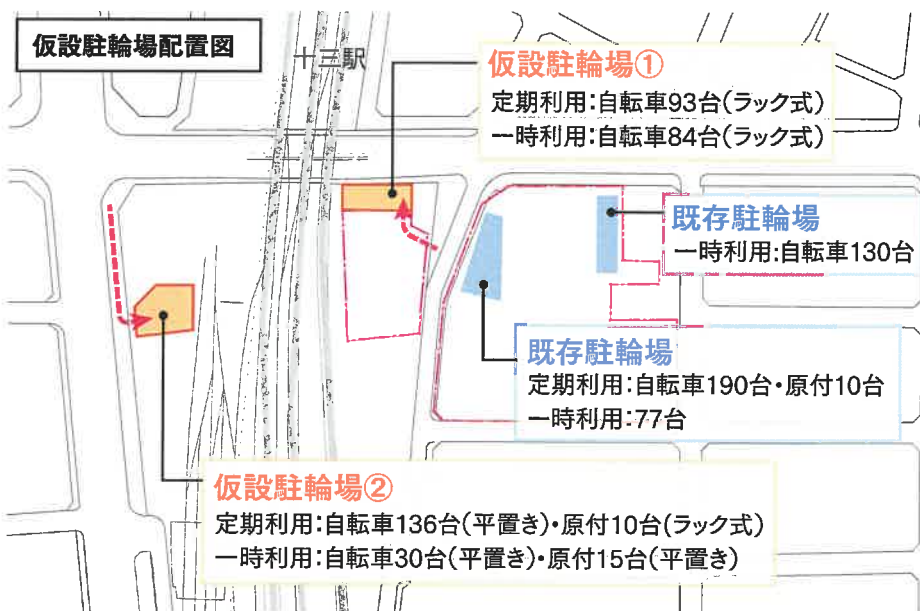 仮設駐輪場配置図
十三駅
仮設駐輪場①
定期利用:自転車93台(ラック式)
一時利用:自転車84台(ラック式)
既存駐輪場
一時利用:自転車130台
既存駐輪場
定期利用:自転車190台・原付10台
一時利用:77台
仮設駐輪場②
定期利用:自転車136台(平置き)・原付10台(ラック式)
一時利用:自転車30台(平置き)・原付15台(平置き)